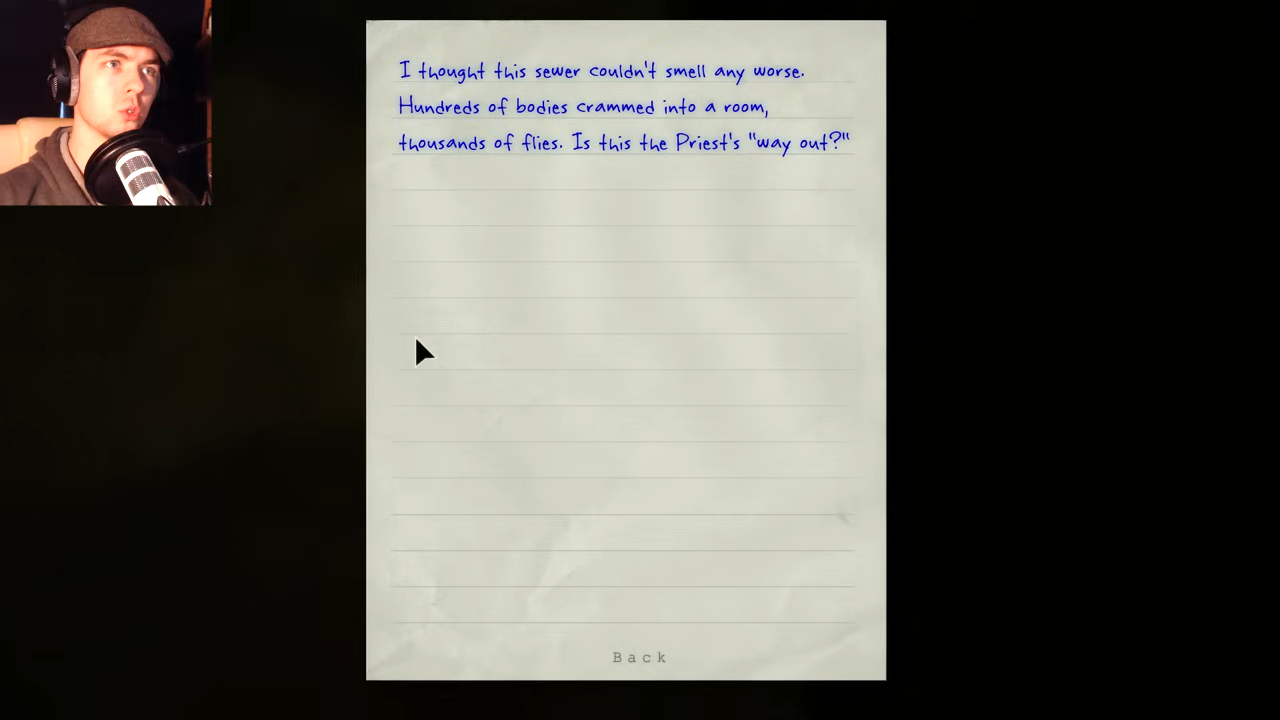 I thought this sewer couldn't smell any worse.
Hundreds of bodies crammed into a room,
thousands of flies. Is this the Priest's "way out?"
Back